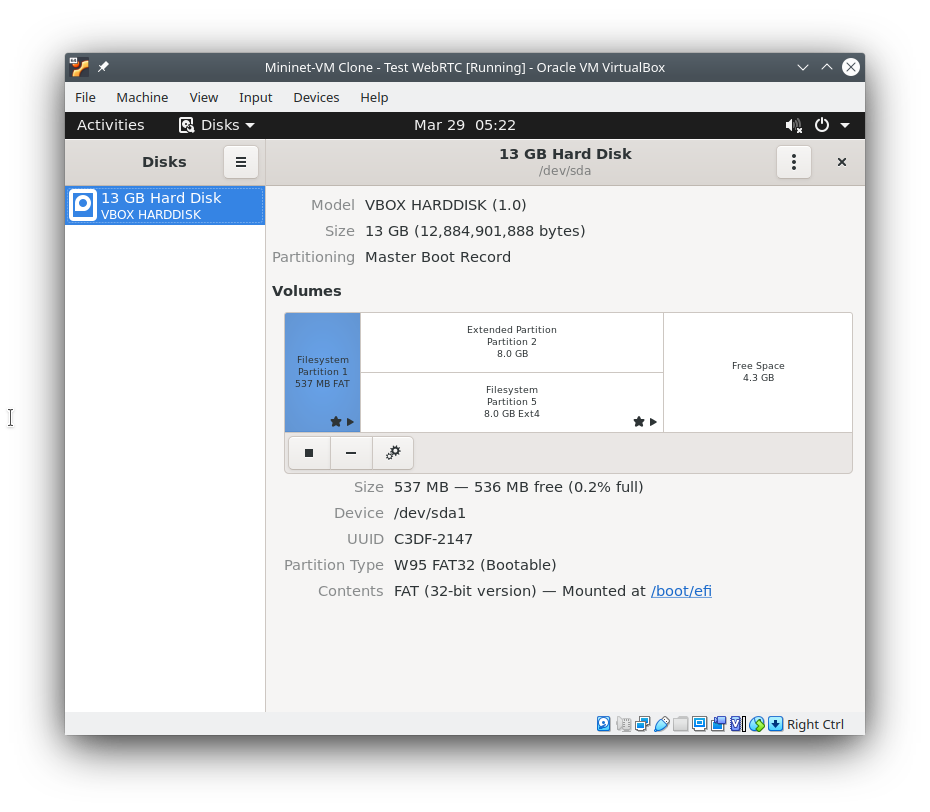 Mininet-VM Clone - Test WebRTC [Running] - Oracle VM VirtualBox
File Machine View Input Devices Help
Activities Disks Mar 29 05:22
Disks
13 GB Hard Disk
/dev/sda
13 GB Hard Disk
VBOX HARDDISK
Model VBOX HARDDISK (1.0)
Size 13 GB (12,884,901,888 bytes)
Partitioning Master Boot Record
Volumes
Filesystem
Partition 1
537 MB FAT
Extended Partition
Partition 2
8.0 GB
Filesystem
Partition 5
8.0 GB Ext4
Free Space
4.3 GB
Size 537 MB — 536 MB free (0.2% full)
Device /dev/sda1
UUID C3DF-2147
Partition Type W95 FAT32 (Bootable)
Contents FAT (32-bit version) — Mounted at /boot/efi
Right Ctrl